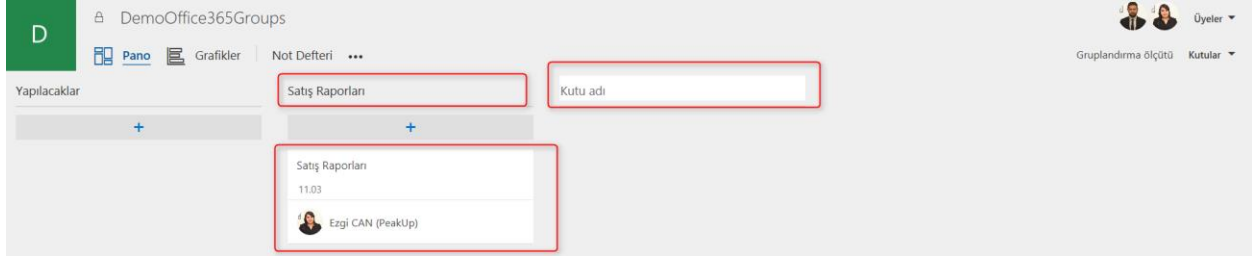 D
DemoOffice365Groups
Üyeler
Pano
Grafikler
Not Defteri
Gruplandırma ölçütü Kutular
Yapılacaklar
Satış Raporları
Kutu adı
+
+
Satış Raporları
11.03
Ezgi CAN (PeakUp)